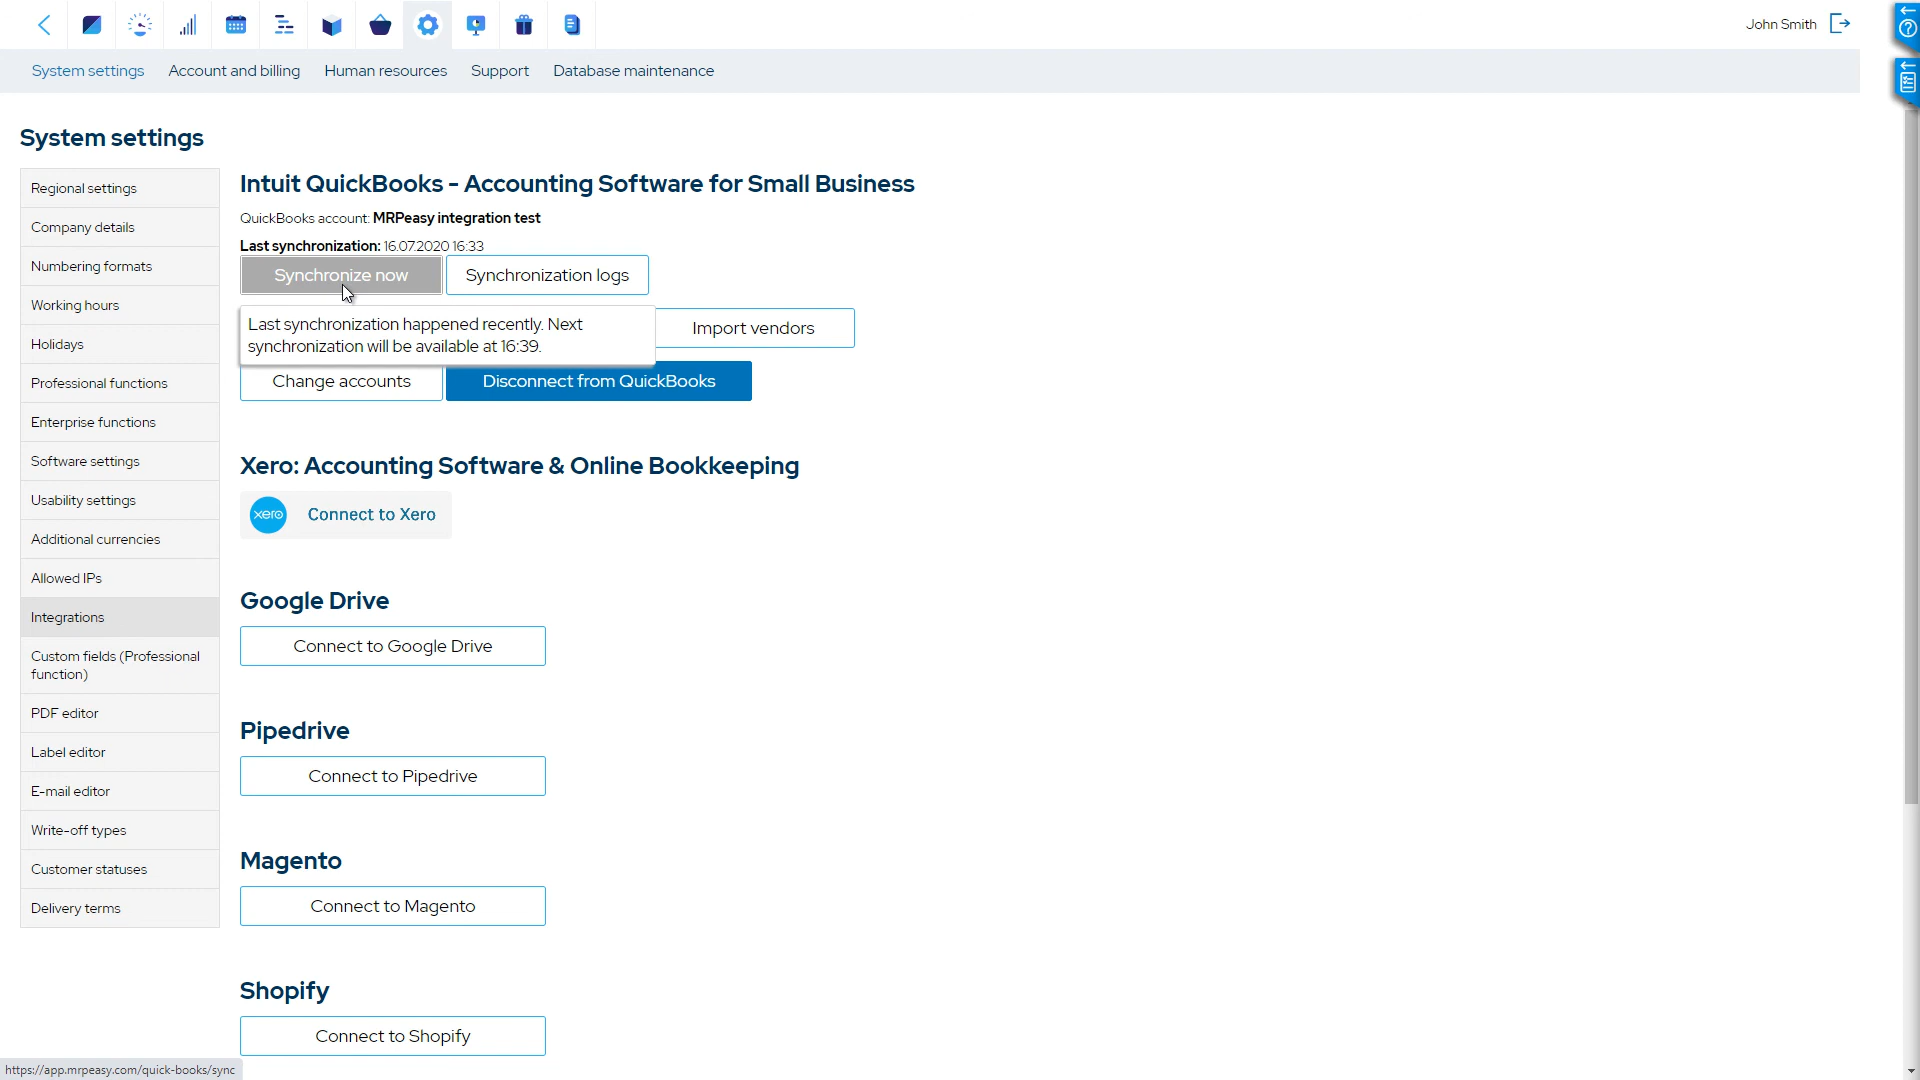 John Smith
System settings
Account and billing
Human resources
Support
Database maintenance
System settings
Regional settings
Company details
Numbering formats
Working hours
Holidays
Professional functions
Enterprise functions
Software settings
Usability settings
Additional currencies
Allowed IPs
Integrations
Custom fields (Professional
function)
PDF editor
Label editor
E-mail editor
Write-off types
Customer statuses
Delivery terms
Intuit QuickBooks - Accounting Software for Small Business
QuickBooks account: MRPeasy integration test
Last synchronization: 16.07.2020 16:33
Synchronize now
Synchronization logs
Last synchronization happened recently. Next
synchronization will be available at 16:39.
Import vendors
Change accounts
Disconnect from QuickBooks
Xero: Accounting Software & Online Bookkeeping
xero
Connect to Xero
Google Drive
Connect to Google Drive
Pipedrive
Connect to Pipedrive
Magento
Connect to Magento
Shopify
Connect to Shopify
https://app.mrpeasy.com/quick-books/sync